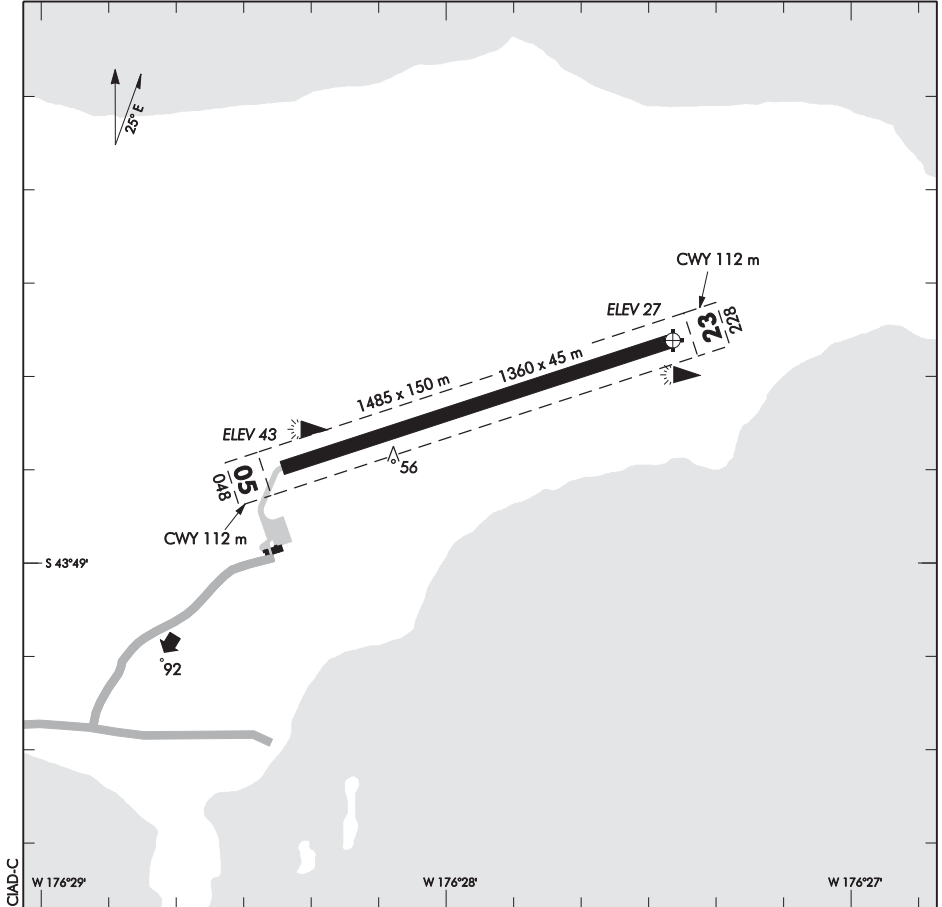 25° E
CWY 112 m
ELEV 27
23
228
1360 x 45 m
1485 x 150 m
ELEV 43
56
05
048
CWY 112 m
S 43°49'
°92
CIAD-C
W 176°29'
W 176°28'
W 176°27'